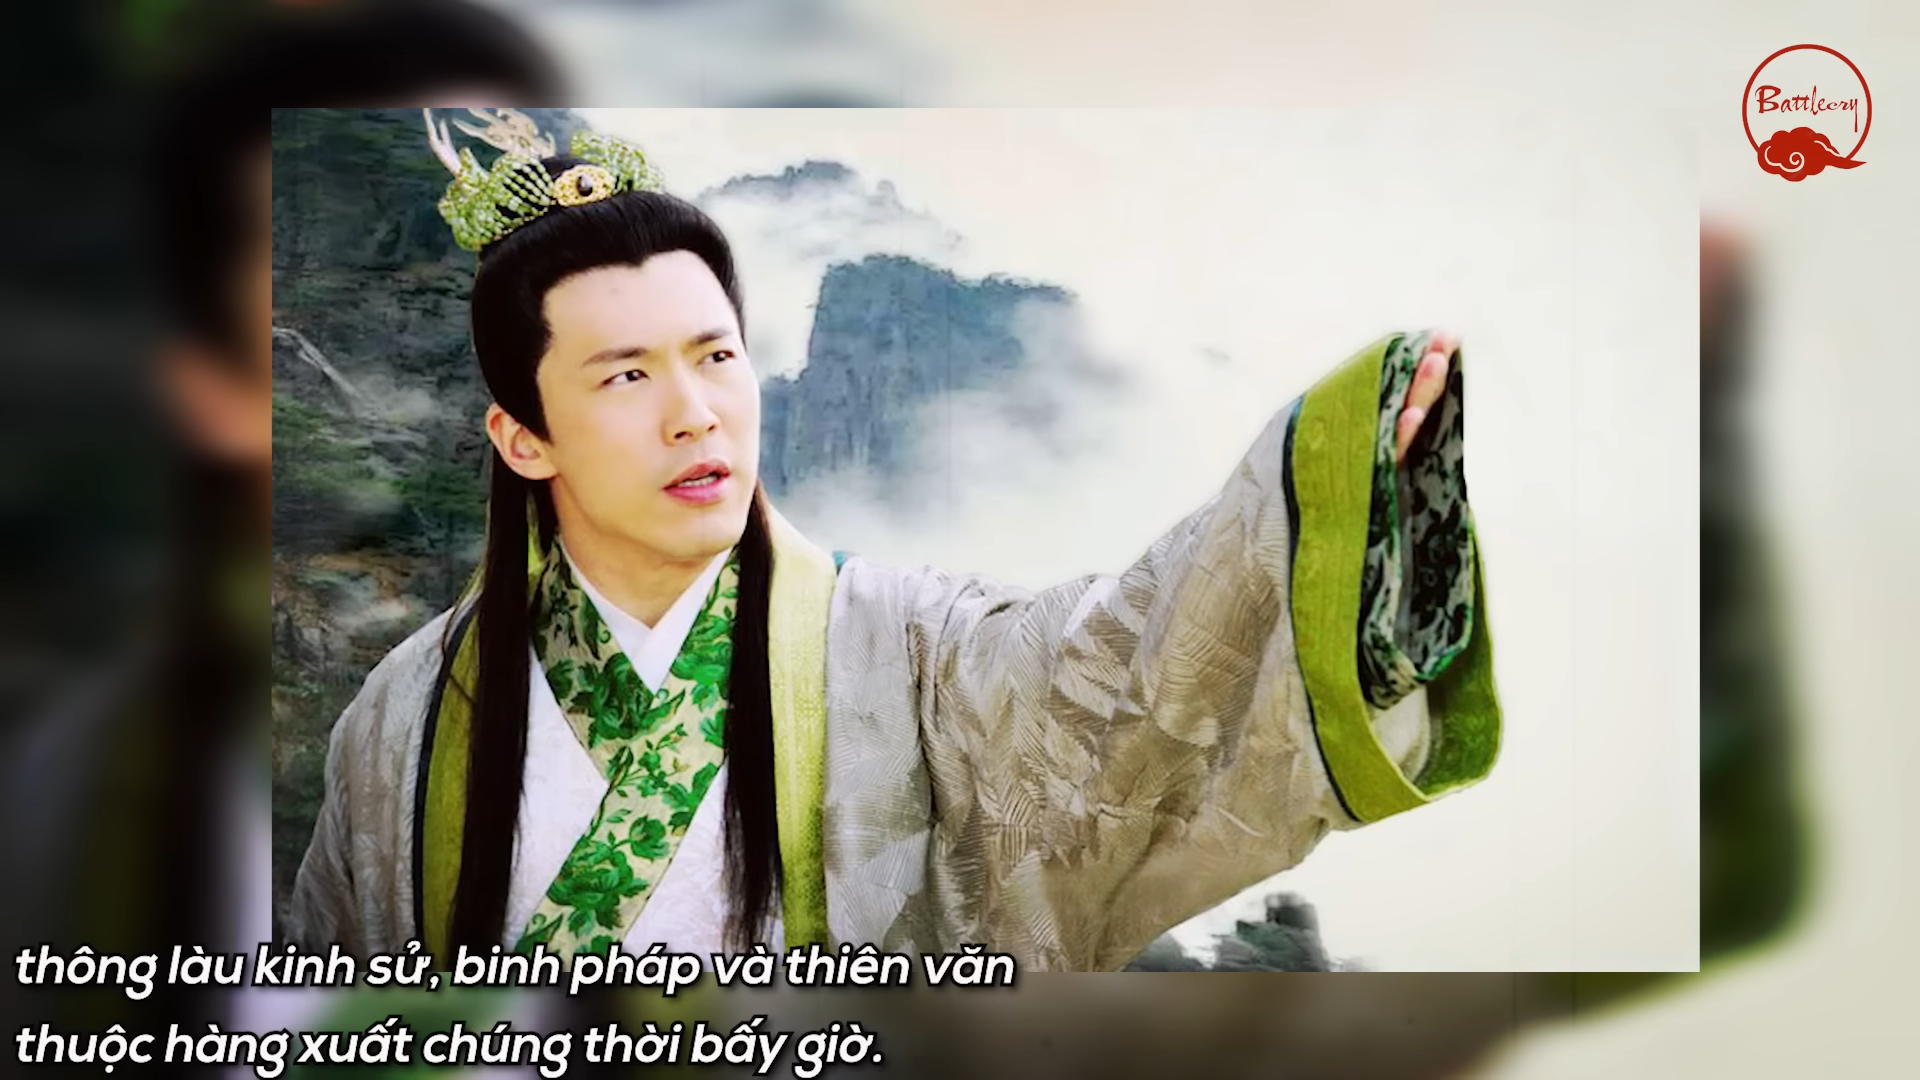 Battlecry
thông làu kinh sử, binh pháp và thiên văn
thuộc hàng xuất chúng thời bấy giờ.